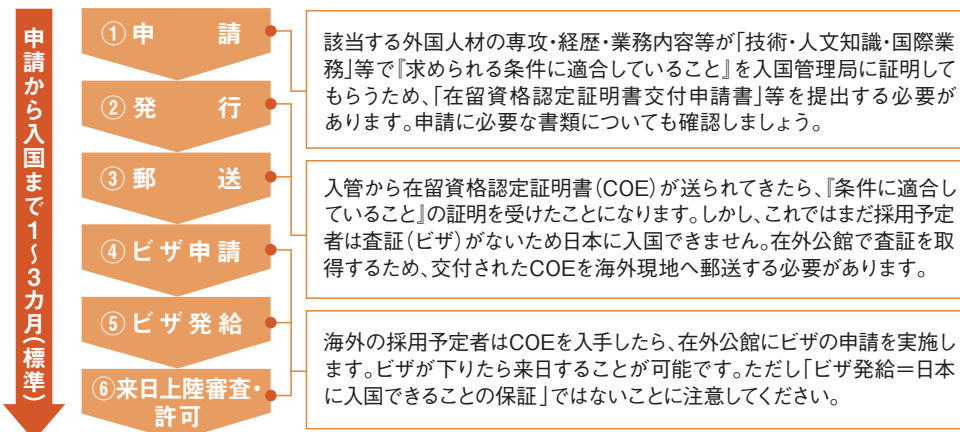 申請から入国まで1〜3カ月(標準)
①申　請
②発　行
③郵　送
④ビザ申請
⑤ビザ発給
⑥来日上陸審査・
許可
該当する外国人材の専攻・経歴・業務内容等が「技術・人文知識・国際業
務」等で『求められる条件に適合していること』を入国管理局に証明して
もらうため、「在留資格認定証明書交付申請書」等を提出する必要が
あります。申請に必要な書類についても確認しましょう。
入管から在留資格認定証明書(COE)が送られてきたら、『条件に適合し
ていること』の証明を受けたことになります。しかし、これではまだ採用予定
者は査証(ビザ)がないため日本に入国できません。在外公館で査証を取
得するため、交付されたCOEを海外現地へ郵送する必要があります。
海外の採用予定者はCOEを入手したら、在外公館にビザの申請を実施し
ます。ビザが下りたら来日することが可能です。ただし「ビザ発給＝日本
に入国できることの保証」ではないことに注意してください。